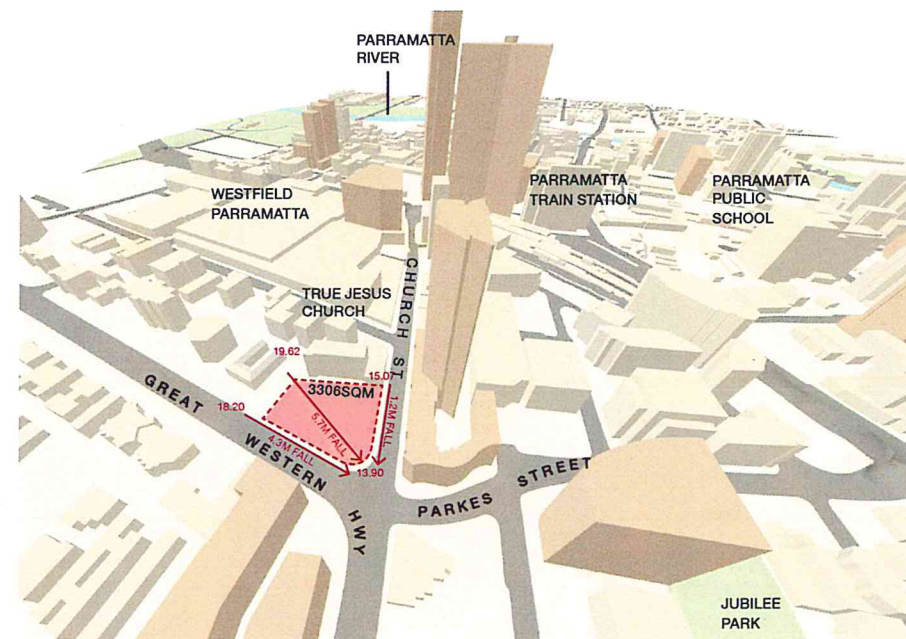 PARRAMATTA
RIVER
WESTFIELD
PARRAMATTA
PARRAMATTA
TRAIN STATION
PARRAMATTA
PUBLIC
SCHOOL
TRUE JESUS
CHURCH
CHURCH ST
19.62
15.07
3306SQM
18.20
5.7M FALL
1.2M FALL
4.3M FALL
13.90
GREAT WESTERN HWY
PARKES STREET
JUBILEE
PARK